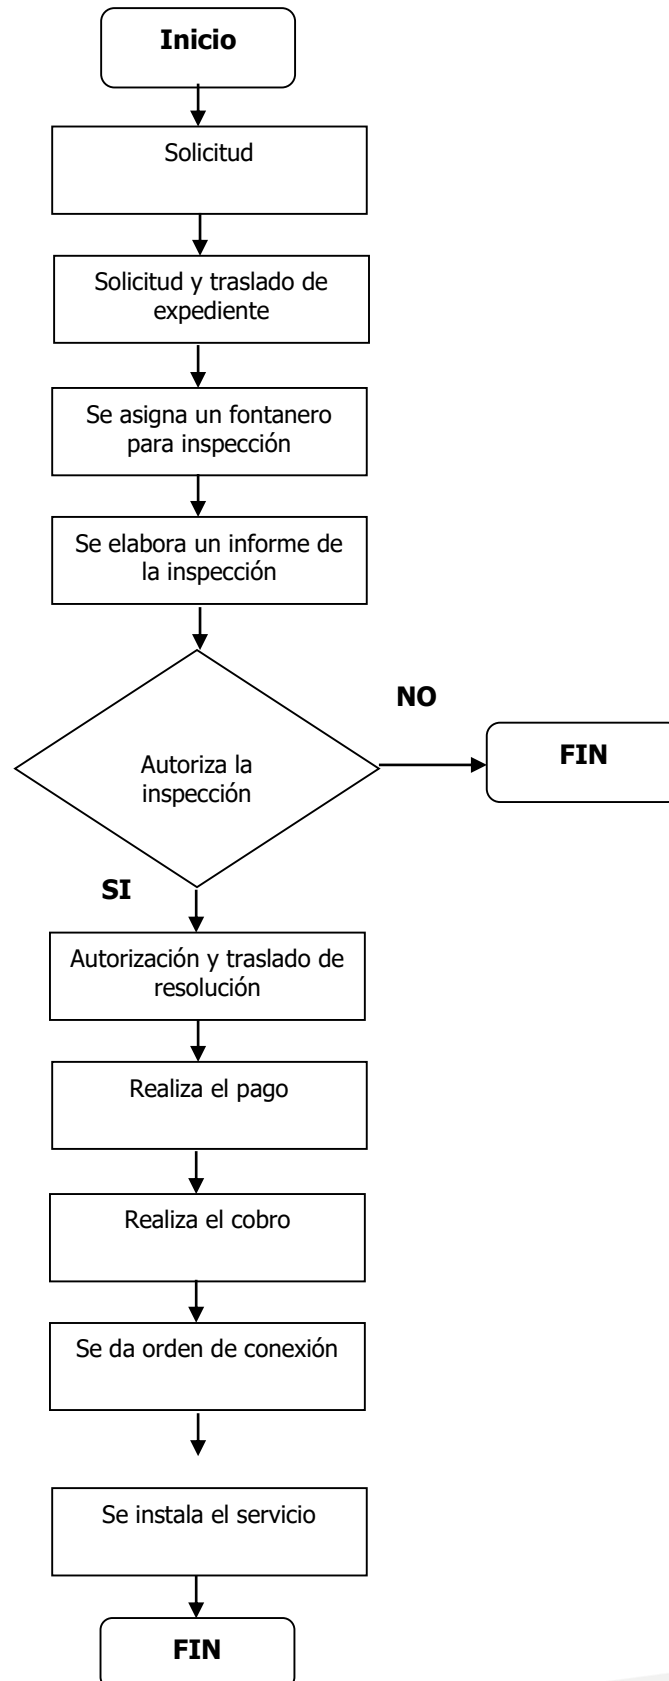 Inicio
Solicitud
Solicitud y traslado de
expediente
Se asigna un fontanero
para inspección
Se elabora un informe de
la inspección
NO
Autoriza la
inspección
FIN
SI
Autorización y traslado de
resolución
Realiza el pago
Realiza el cobro
Se da orden de conexión
Se instala el servicio
FIN